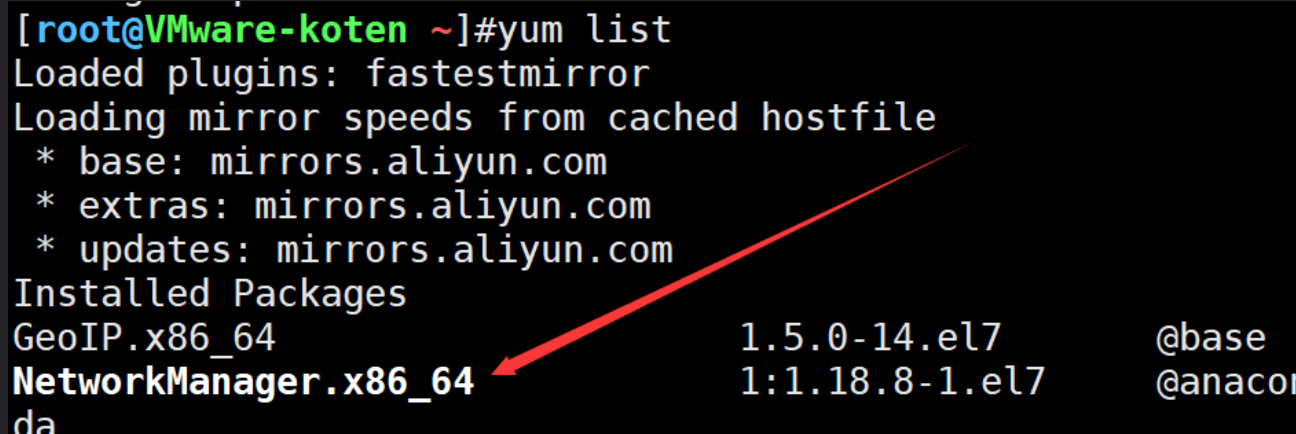 [root@VMware-koten ~]#yum list
Loaded plugins: fastestmirror
Loading mirror speeds from cached hostfile
 * base: mirrors.aliyun.com
 * extras: mirrors.aliyun.com
 * updates: mirrors.aliyun.com
Installed Packages
GeoIP.x86_64 1.5.0-14.el7 @base
NetworkManager.x86_64 1:1.18.8-1.el7 @anacon
da